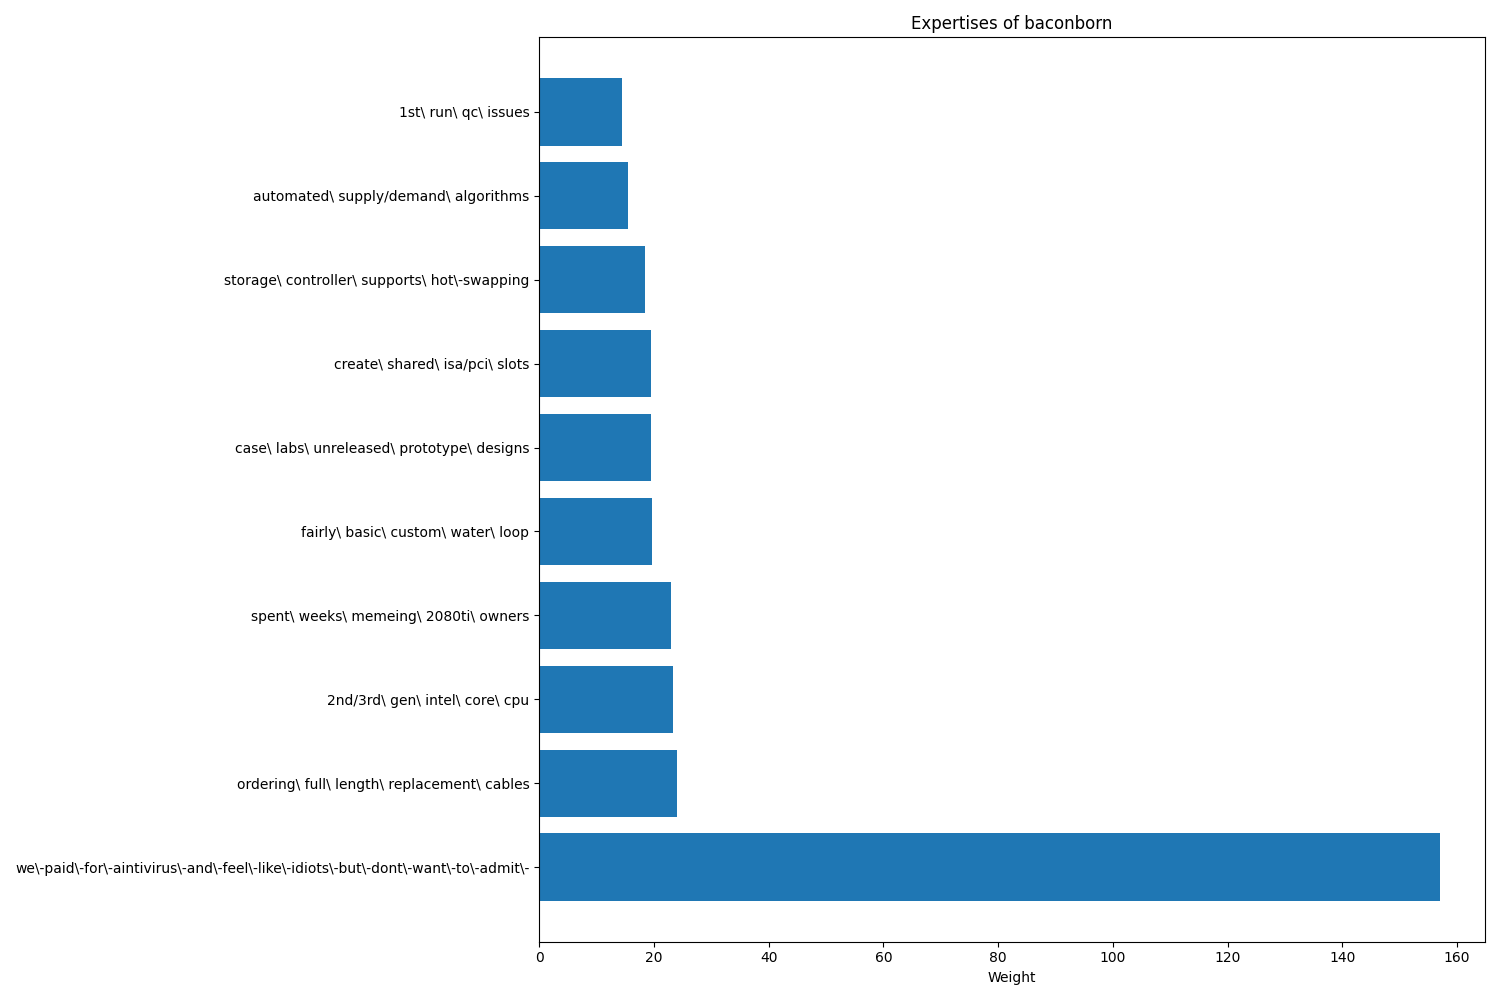 Expertises of baconborn
1st\ run\ qc\ issues
automated\ supply/demand\ algorithms
storage\ controller\ supports\ hot\-swapping
create\ shared\ isa/pci\ slots
case\ labs\ unreleased\ prototype\ designs
fairly\ basic\ custom\ water\ loop
spent\ weeks\ memeing\ 2080ti\ owners
2nd/3rd\ gen\ intel\ core\ cpu
ordering\ full\ length\ replacement\ cables
we\-paid\-for\-aintivirus\-and\-feel\-like\-idiots\-but\-dont\-want\-to\-admit\-
0 20 40 60 80 100 120 140 160
Weight